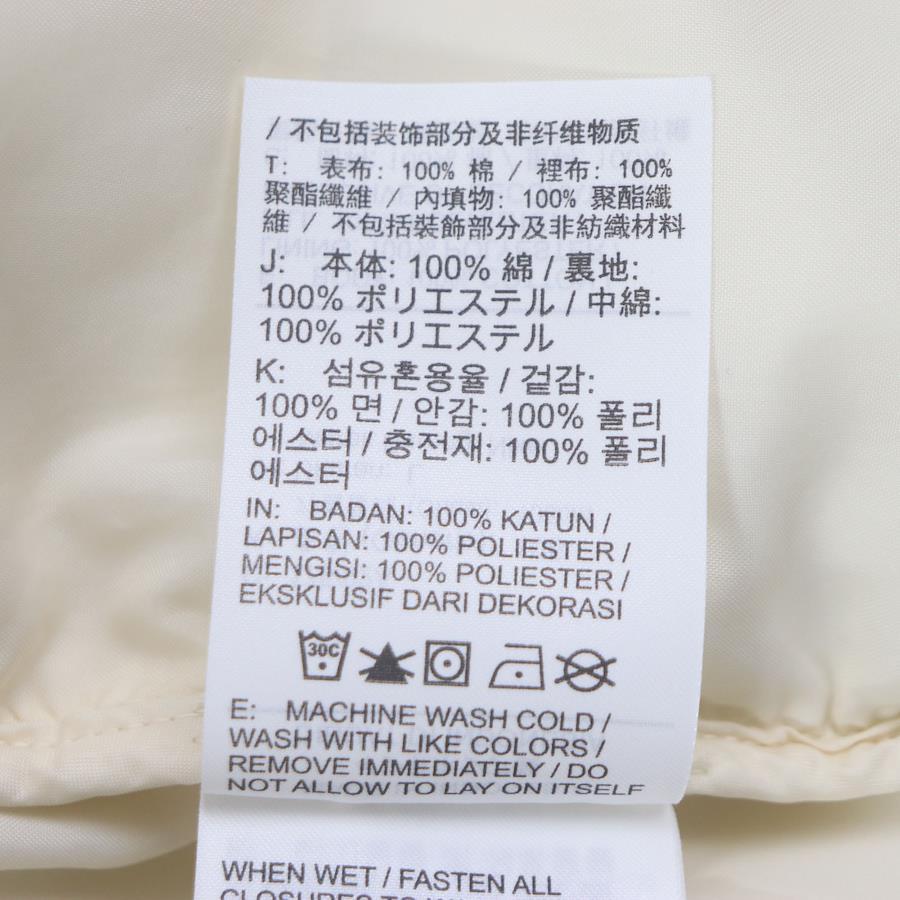 / 不包括装饰部分及非纤维物质
T: 表布: 100% 棉 / 裡布: 100%
聚酯纖維 / 內填物: 100% 聚酯纖
維 / 不包括裝飾部分及非紡織材料
J: 本体: 100% 綿 / 裏地:
100% ポリエステル / 中綿:
100% ポリエステル
K: 섬유혼용율 / 겉감:
100% 면 / 안감: 100% 폴리
에스터 / 충전재: 100% 폴리
에스터
IN: BADAN: 100% KATUN /
LAPISAN: 100% POLIESTER /
MENGISI: 100% POLIESTER /
EKSKLUSIF DARI DEKORASI
30C
E: MACHINE WASH COLD /
WASH WITH LIKE COLORS /
REMOVE IMMEDIATELY / DO
NOT ALLOW TO LAY ON ITSELF
WHEN WET / FASTEN ALL
CLOSURES TO